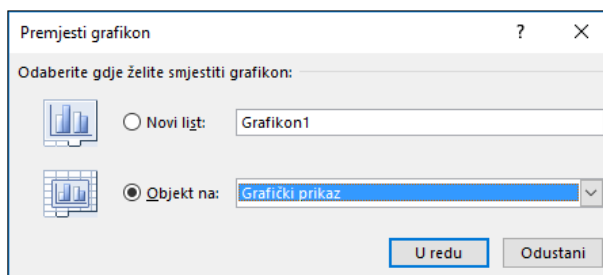 Premjesti grafikon ?
Odaberite gdje želite smjestiti grafikon:
Novi list: Grafikon1
Objekt na: Grafički prikaz
U redu Odustani